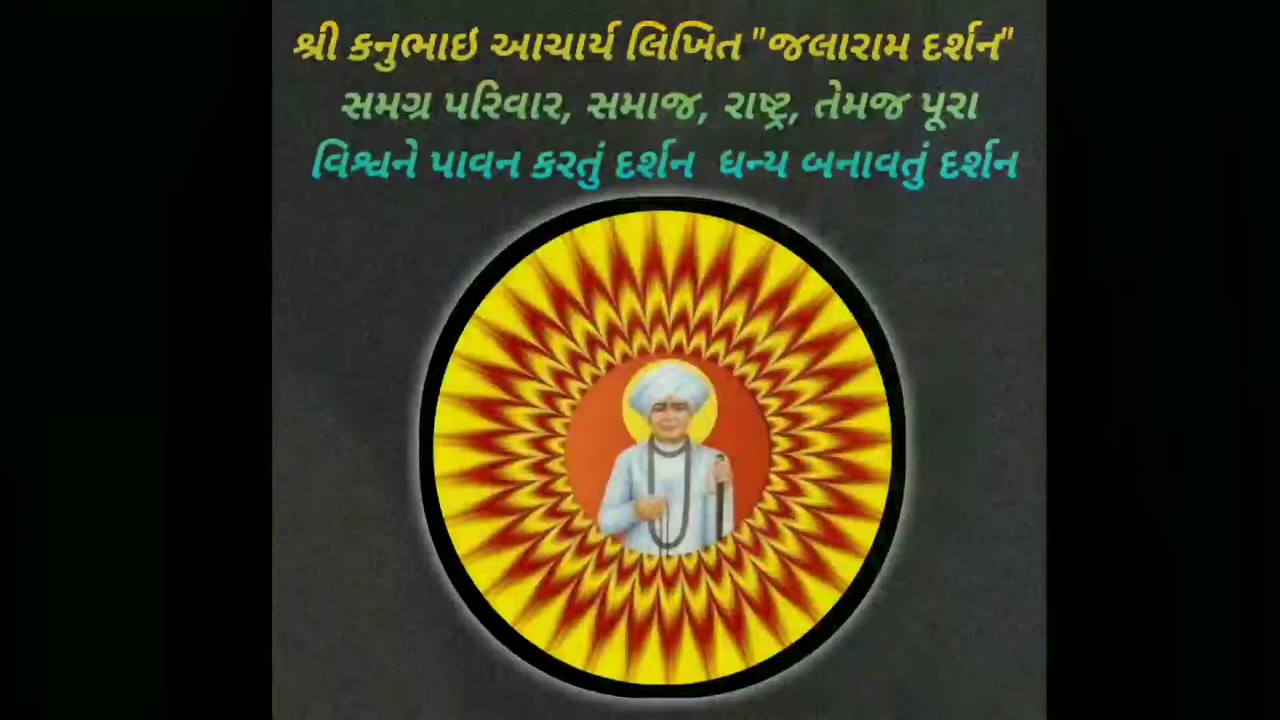 શ્રી કનુભાઇ આચાર્ય લિખિત "જલારામ દર્શન"
સમગ્ર પરિવાર, સમાજ, રાષ્ટ્ર, તેમજ પૂરા
વિશ્વને પાવન કરતું દર્શન ધન્ય બનાવતું દર્શન